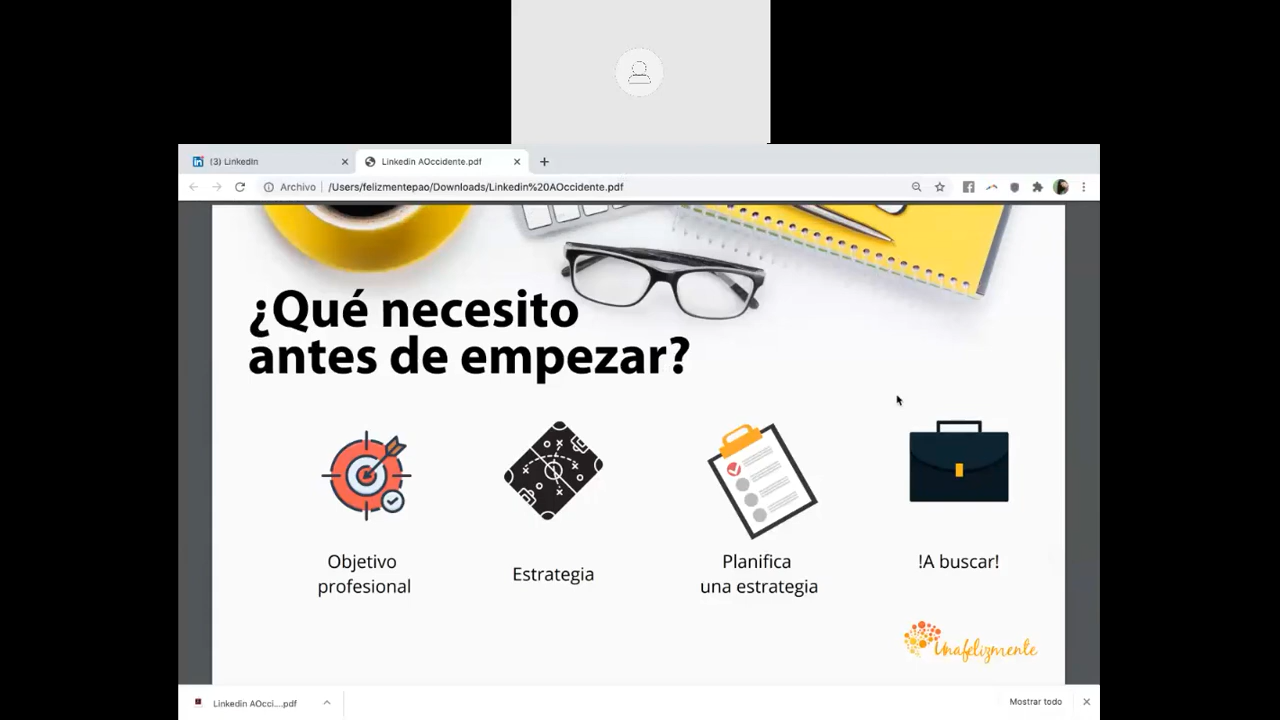 (3) LinkedIn
Linkedin AOccidente.pdf
Archivo
/Users/felizmentepao/Downloads/Linkedin%20AOccidente.pdf
¿Qué necesito
antes de empezar?
Objetivo
profesional
Estrategia
Planifica
una estrategia
!A buscar!
Unafelizmente
Linkedin AOcci....pdf
Mostrar todo